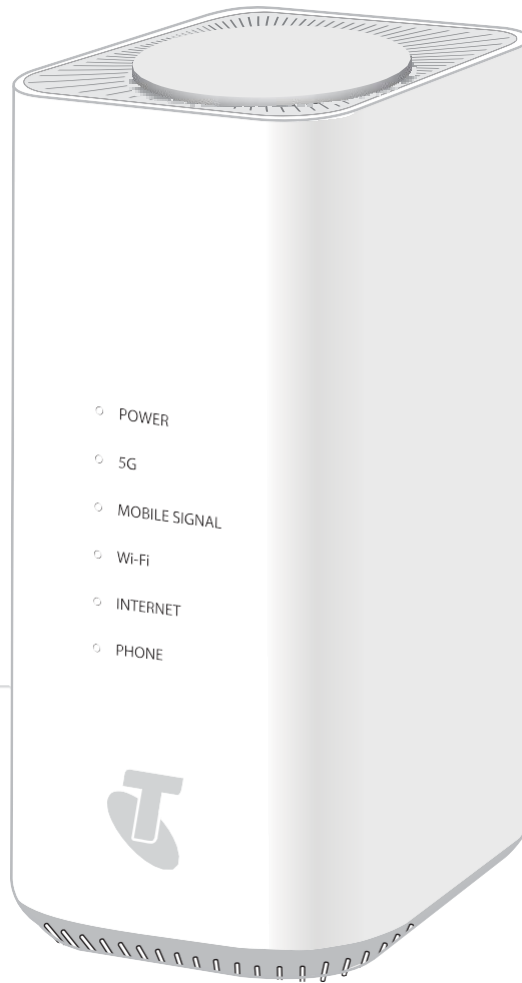 POWER
5G
MOBILE SIGNAL
Wi-Fi
INTERNET
PHONE
T